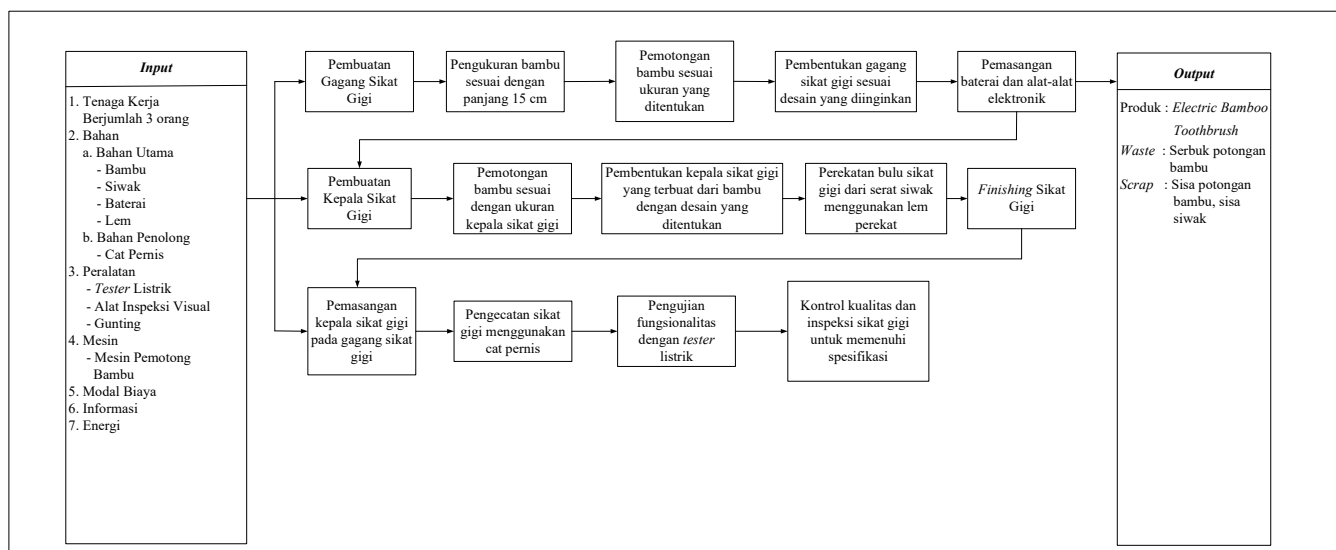 Input
1. Tenaga Kerja
Berjumlah 3 orang
2. Bahan
a. Bahan Utama
- Bambu
- Siwak
- Baterai
- Lem
b. Bahan Penolong
- Cat Pernis
3. Peralatan
- Tester Listrik
- Alat Inspeksi Visual
- Gunting
4. Mesin
- Mesin Pemotong
Bambu
5. Modal Biaya
6. Informasi
7. Energi
Pembuatan
Gagang Sikat
Gigi
Pengukuran bambu
sesuai dengan
panjang 15 cm
Pemotongan
bambu sesuai
ukuran yang
ditentukan
Pembentukan gagang
sikat gigi sesuai
desain yang diinginkan
Pemasangan
baterai dan alat-alat
elektronik
Pembuatan
Kepala Sikat
Gigi
Pemotongan
bambu sesuai
dengan ukuran
kepala sikat gigi
Pembentukan kepala sikat gigi
yang terbuat dari bambu
dengan desain yang
ditentukan
Perekatan bulu sikat
gigi dari serat siwak
menggunakan lem
perekat
Finishing Sikat
Gigi
Pemasangan
kepala sikat gigi
pada gagang sikat
gigi
Pengecatan sikat
gigi menggunakan
cat pernis
Pengujian
fungsionalitas
dengan tester
listrik
Kontrol kualitas dan
inspeksi sikat gigi
untuk memenuhi
spesifikasi
Output
Produk : Electric Bamboo
Toothbrush
Waste : Serbuk potongan
bambu
Scrap : Sisa potongan
bambu, sisa
siwak